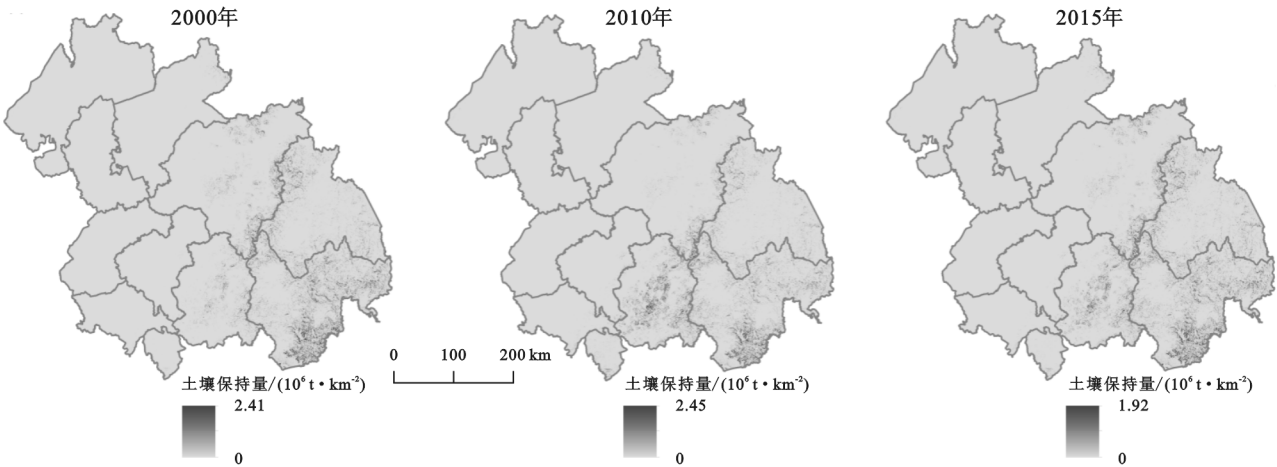 2000年
2010年
2015年
0 100 200 km
土壤保持量/(10⁶ t·km⁻²)
2.41
0
土壤保持量/(10⁶ t·km⁻²)
2.45
0
土壤保持量/(10⁶ t·km⁻²)
1.92
0